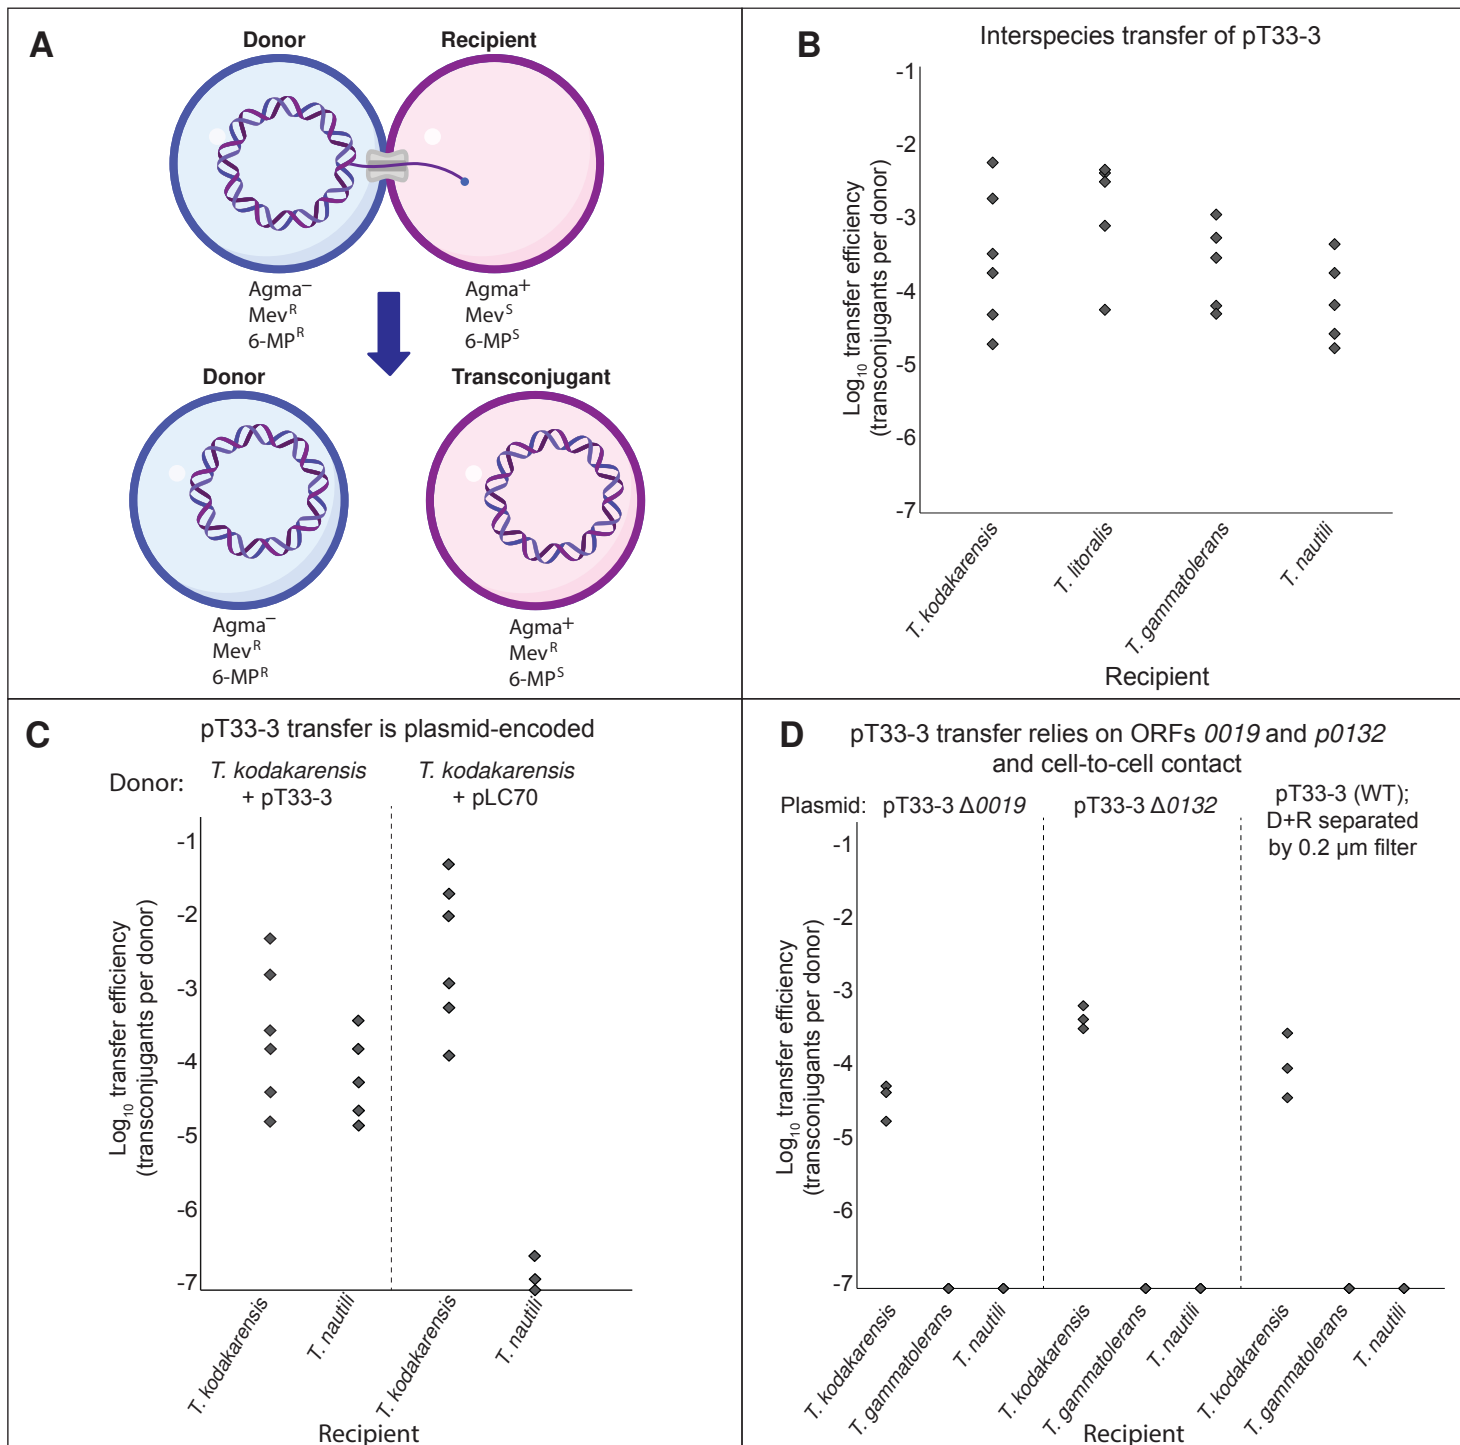 A
Donor
Recipient
Agma⁻
Mevᴿ
6-MPᴿ
Agma⁺
Mevˢ
6-MPˢ
Donor
Transconjugant
Agma⁻
Mevᴿ
6-MPᴿ
Agma⁺
Mevᴿ
6-MPˢ
B
Interspecies transfer of pT33-3
Log₁₀ transfer efficiency
(transconjugants per donor)
-1
-2
-3
-4
-5
-6
-7
T. kodakarensis
T. litoralis
T. gammatolerans
T. nautili
Recipient
C
pT33-3 transfer is plasmid-encoded
Donor:
T. kodakarensis
+ pT33-3
T. kodakarensis
+ pLC70
Log₁₀ transfer efficiency
(transconjugants per donor)
-1
-2
-3
-4
-5
-6
-7
T. kodakarensis
T. nautili
T. kodakarensis
T. nautili
Recipient
D
pT33-3 transfer relies on ORFs 0019 and p0132
and cell-to-cell contact
Plasmid:
pT33-3 Δ0019
pT33-3 Δ0132
pT33-3 (WT);
D+R separated
by 0.2 μm filter
Log₁₀ transfer efficiency
(transconjugants per donor)
-1
-2
-3
-4
-5
-6
-7
T. kodakarensis
T. gammatolerans
T. nautili
T. kodakarensis
T. gammatolerans
T. nautili
T. kodakarensis
T. gammatolerans
T. nautili
Recipient